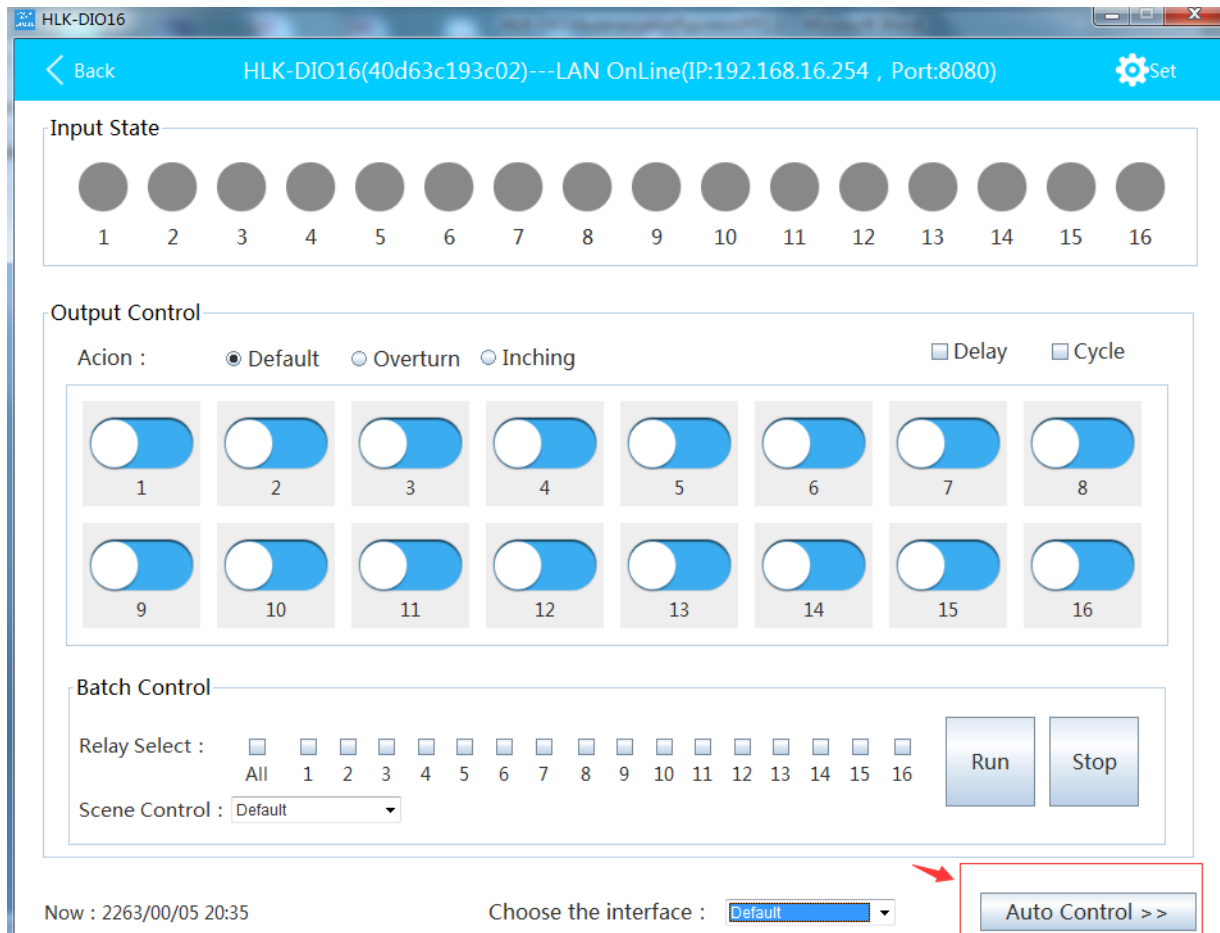 HLK-DIO16
Back
HLK-DIO16(40d63c193c02)---LAN OnLine(IP:192.168.16.254 , Port:8080)
Set
Input State
1 2 3 4 5 6 7 8 9 10 11 12 13 14 15 16
Output Control
Acion : Default Overturn Inching Delay Cycle
1 2 3 4 5 6 7 8
9 10 11 12 13 14 15 16
Batch Control
Relay Select :
All 1 2 3 4 5 6 7 8 9 10 11 12 13 14 15 16
Run
Stop
Scene Control : Default
Now : 2263/00/05 20:35
Choose the interface : Default
Auto Control >>